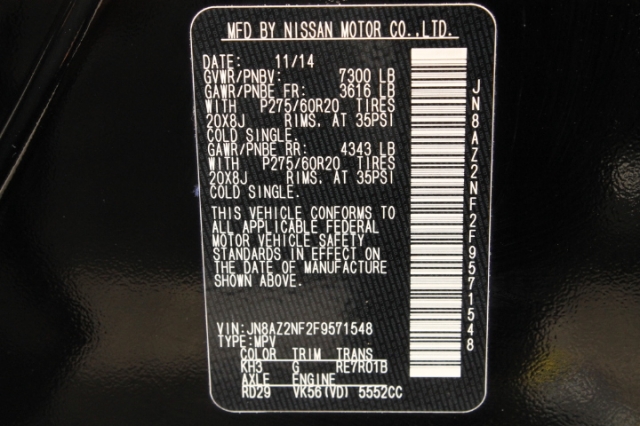 MFD BY NISSAN MOTOR CO.,LTD.
DATE: 11/14
GVWR/PNBV: 7300 LB
GAWR/PNBE FR: 3616 LB
WITH P275/60R20 TIRES
20X8J RIMS. AT 35PSI
COLD SINGLE.
GAWR/PNBE RR: 4343 LB
WITH P275/60R20 TIRES
20X8J RIMS. AT 35PSI
COLD SINGLE.
THIS VEHICLE CONFORMS TO
ALL APPLICABLE FEDERAL
MOTOR VEHICLE SAFETY
STANDARDS IN EFFECT ON
THE DATE OF MANUFACTURE
SHOWN ABOVE.
VIN:JN8AZ2NF2F9571548
TYPE:MPV
COLOR TRIM TRANS
KH3 G RE7R01B
AXLE ENGINE
RD29 VK56(VD) 5552CC
JN8AZ2NF2F9571548